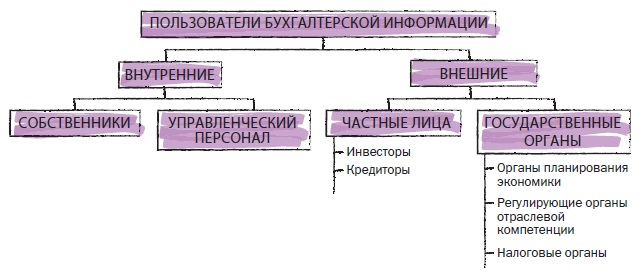 ПОЛЬЗОВАТЕЛИ БУХГАЛТЕРСКОЙ ИНФОРМАЦИИ
ВНУТРЕННИЕ
ВНЕШНИЕ
СОБСТВЕННИКИ
УПРАВЛЕНЧЕСКИЙ
ПЕРСОНАЛ
ЧАСТНЫЕ ЛИЦА
Инвесторы
Кредиторы
ГОСУДАРСТВЕННЫЕ
ОРГАНЫ
Органы планирования
экономики
Регулирующие органы
отраслевой
компетенции
Налоговые органы